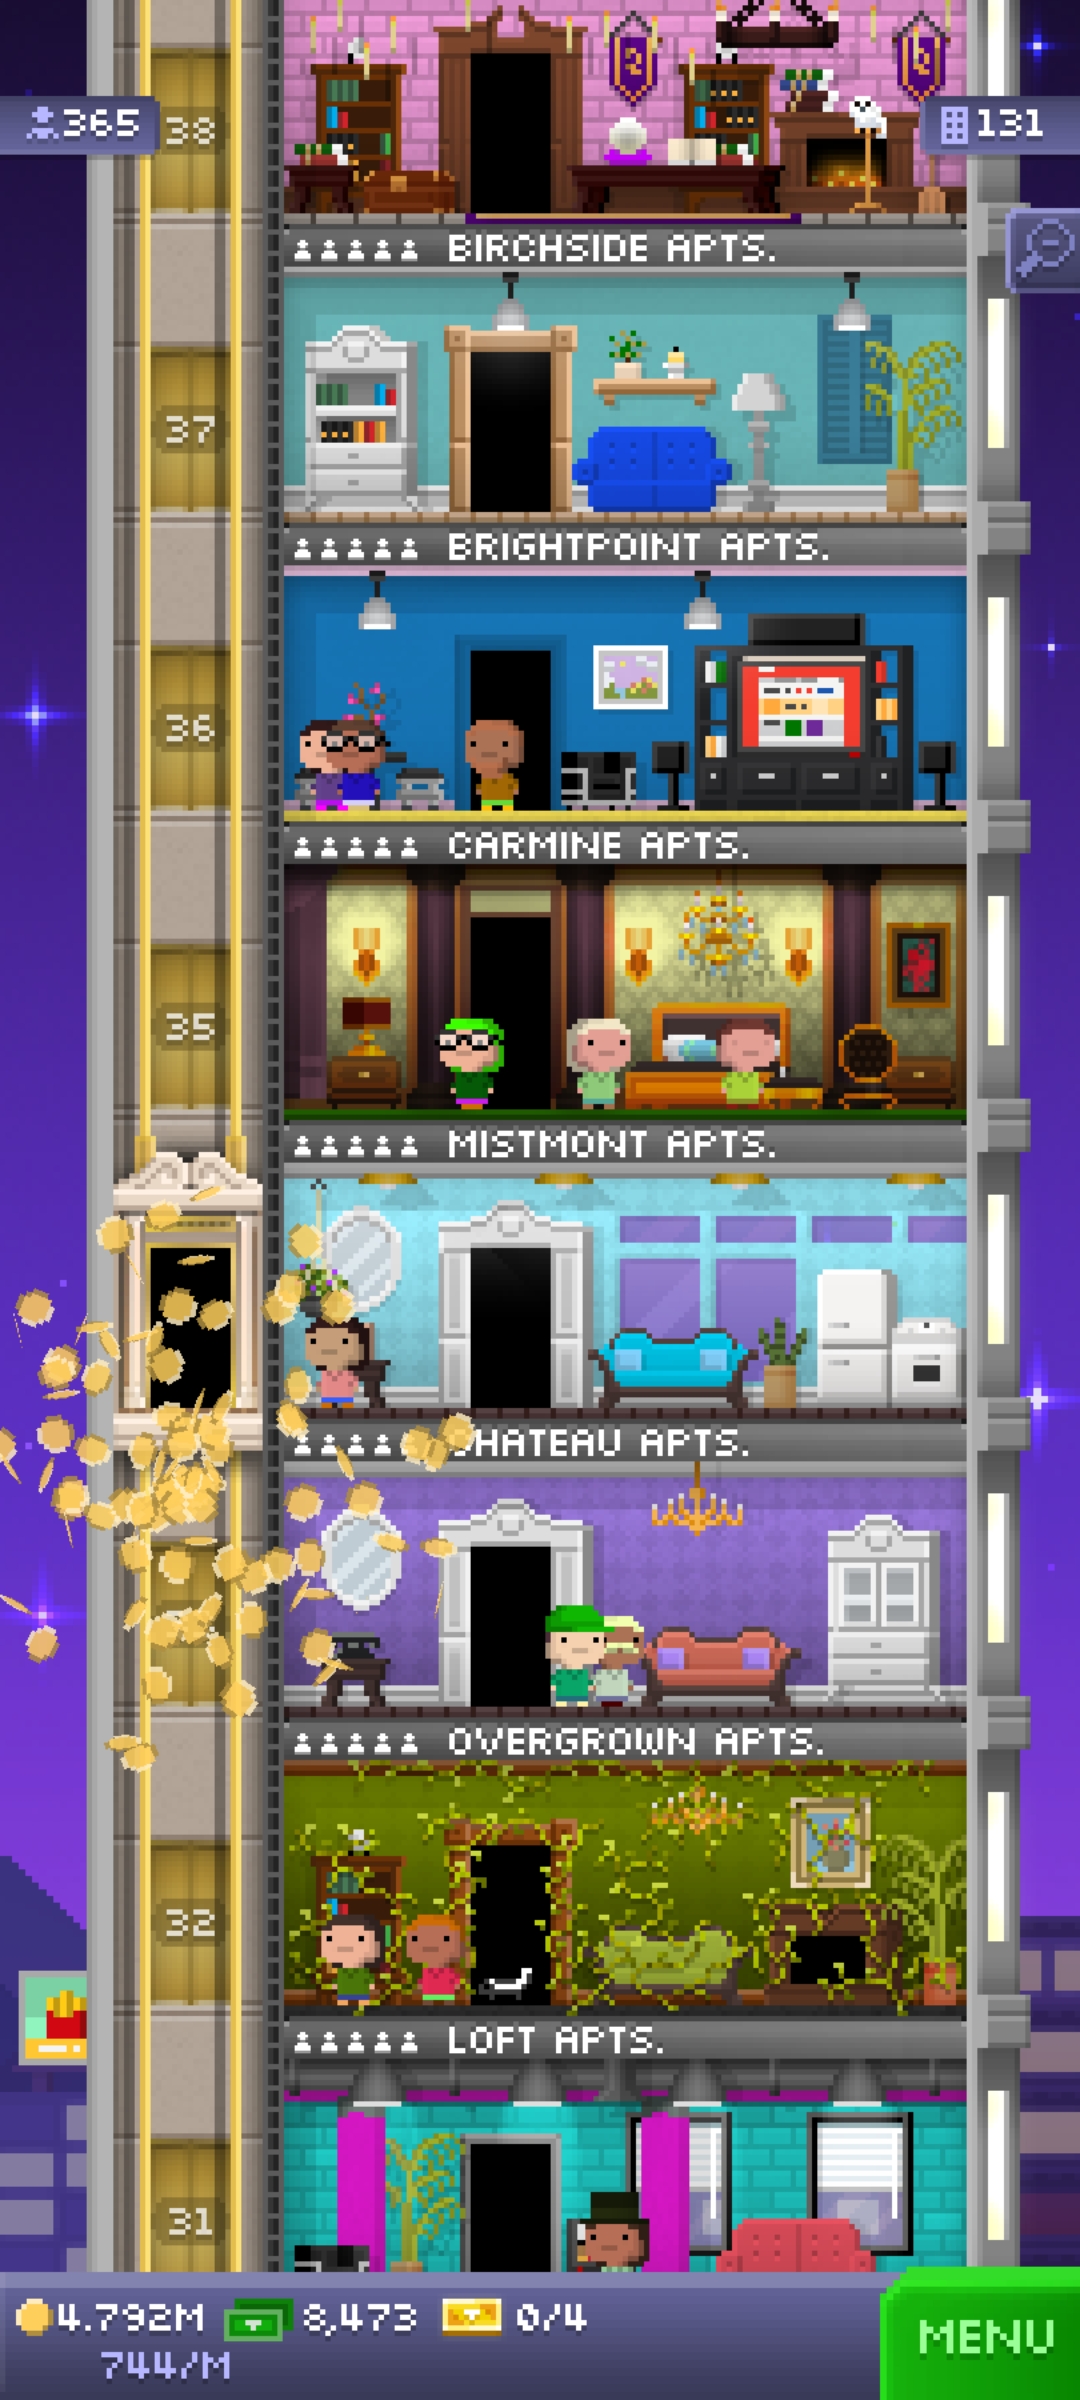 38
365
131
BIRCHSIDE APTS.
37
BRIGHTPOINT APTS.
36
CARMINE APTS.
35
MISTMONT APTS.
HATEAU APTS.
OVERGROWN APTS.
32
LOFT APTS.
31
4.792M 8,473 0/4
744/M
MENU